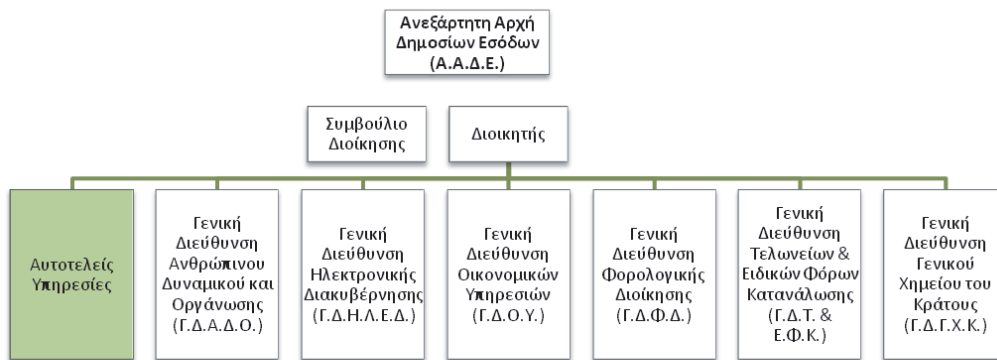 Ανεξάρτητη Αρχή
Δημοσίων Εσόδων
(Α.Α.Δ.Ε.)
Συμβούλιο
Διοίκησης
Διοικητής
Αυτοτελείς
Υπηρεσίες
Γενική
Διεύθυνση
Ανθρώπινου
Δυναμικού και
Οργάνωσης
(Γ.Δ.Α.Δ.Ο.)
Γενική
Διεύθυνση
Ηλεκτρονικής
Διακυβέρνησης
(Γ.Δ.Η.Λ.Ε.Δ.)
Γενική
Διεύθυνση
Οικονομικών
Υπηρεσιών
(Γ.Δ.Ο.Υ.)
Γενική
Διεύθυνση
Φορολογικής
Διοίκησης
(Γ.Δ.Φ.Δ.)
Γενική
Διεύθυνση
Τελωνείων &
Ειδικών Φόρων
Κατανάλωσης
(Γ.Δ.Τ. &
Ε.Φ.Κ.)
Γενική
Διεύθυνση
Γενικού
Χημείου του
Κράτους
(Γ.Δ.Γ.Χ.Κ.)